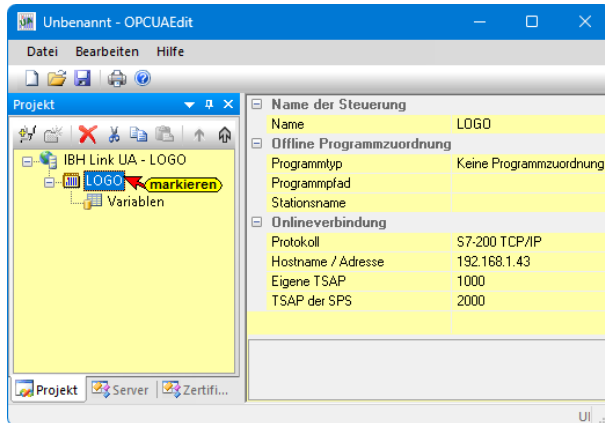 Unbenannt - OPCUAEdit
Datei Bearbeiten Hilfe
Projekt
IBH Link UA - LOGO
LOGO markieren
Variablen
Projekt Server Zertifi...
Name der Steuerung
Name LOGO
Offline Programmzuordnung
Programmtyp Keine Programmzuordnung
Programmpfad
Stationsname
Onlineverbindung
Protokoll S7-200 TCP/IP
Hostname / Adresse 192.168.1.43
Eigene TSAP 1000
TSAP der SPS 2000
UI